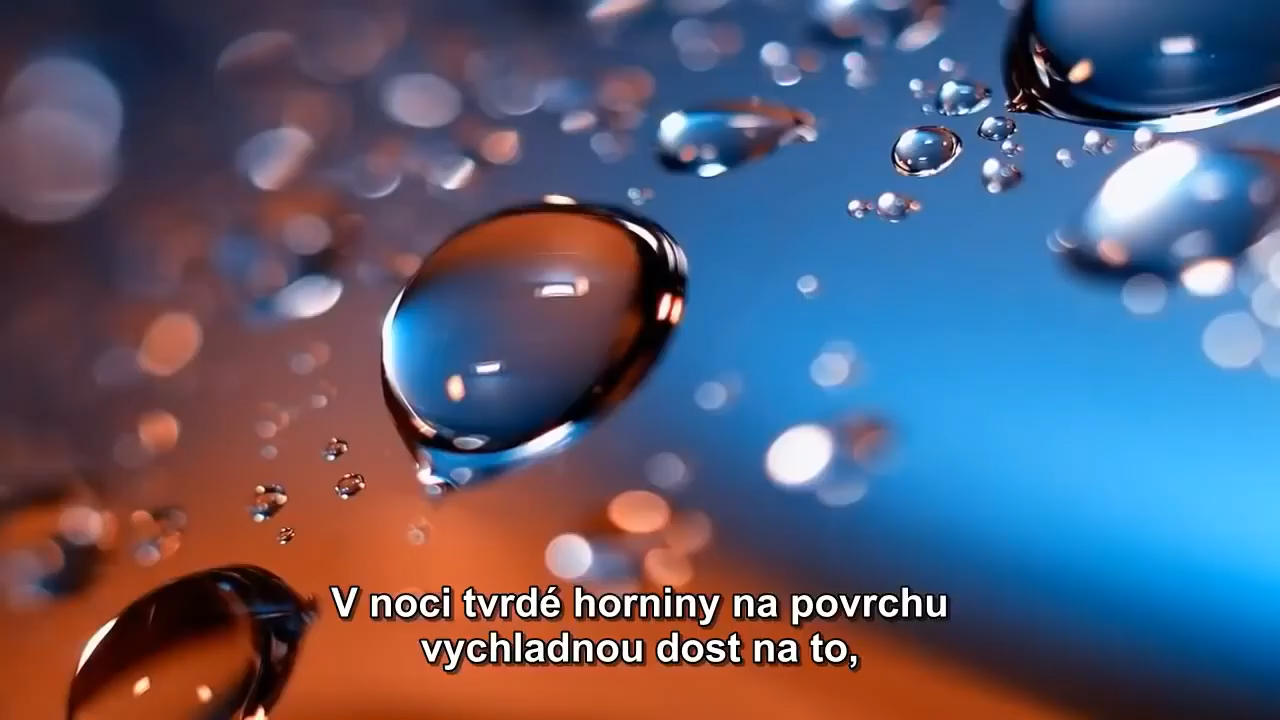 V noci tvrdé horniny na povrchu
vychladnou dost na to,